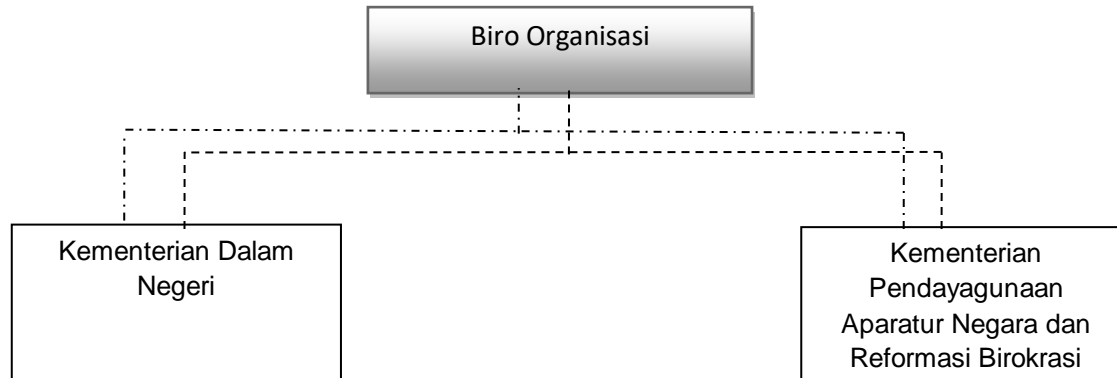 Biro Organisasi
Kementerian Dalam
Negeri
Kementerian
Pendayagunaan
Aparatur Negara dan
Reformasi Birokrasi